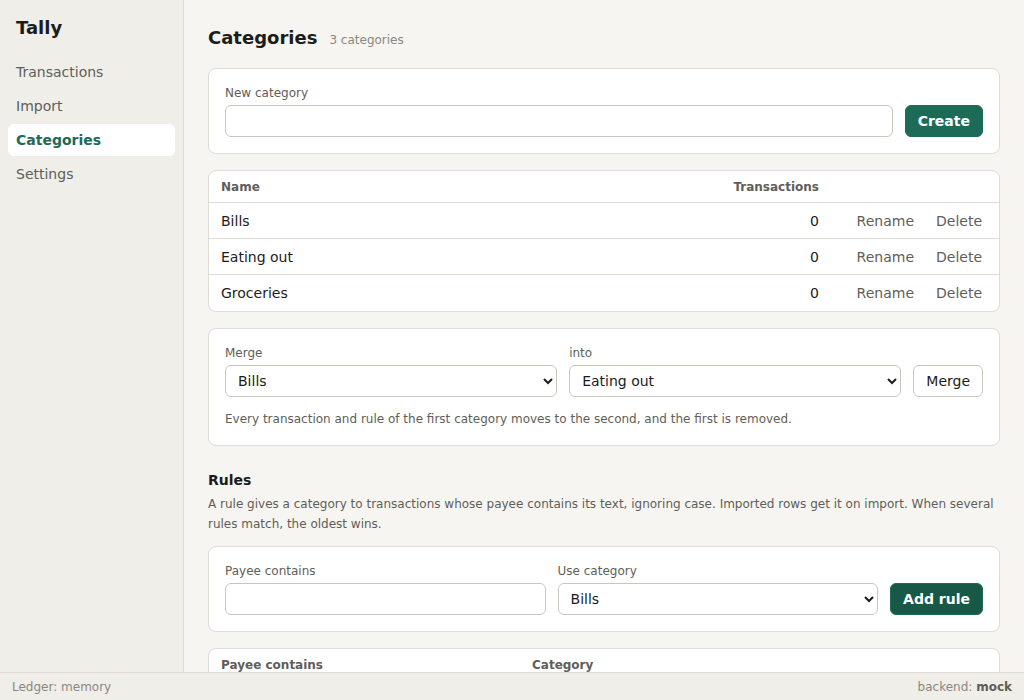 Tally
Transactions
Import
Categories
Settings
Categories 3 categories
New category
Create
Name Transactions
Bills 0 Rename Delete
Eating out 0 Rename Delete
Groceries 0 Rename Delete
Merge into
Bills Eating out Merge
Every transaction and rule of the first category moves to the second, and the first is removed.
Rules
A rule gives a category to transactions whose payee contains its text, ignoring case. Imported rows get it on import. When several
rules match, the oldest wins.
Payee contains Use category
Bills Add rule
Payee contains Category
Ledger: memory backend: mock